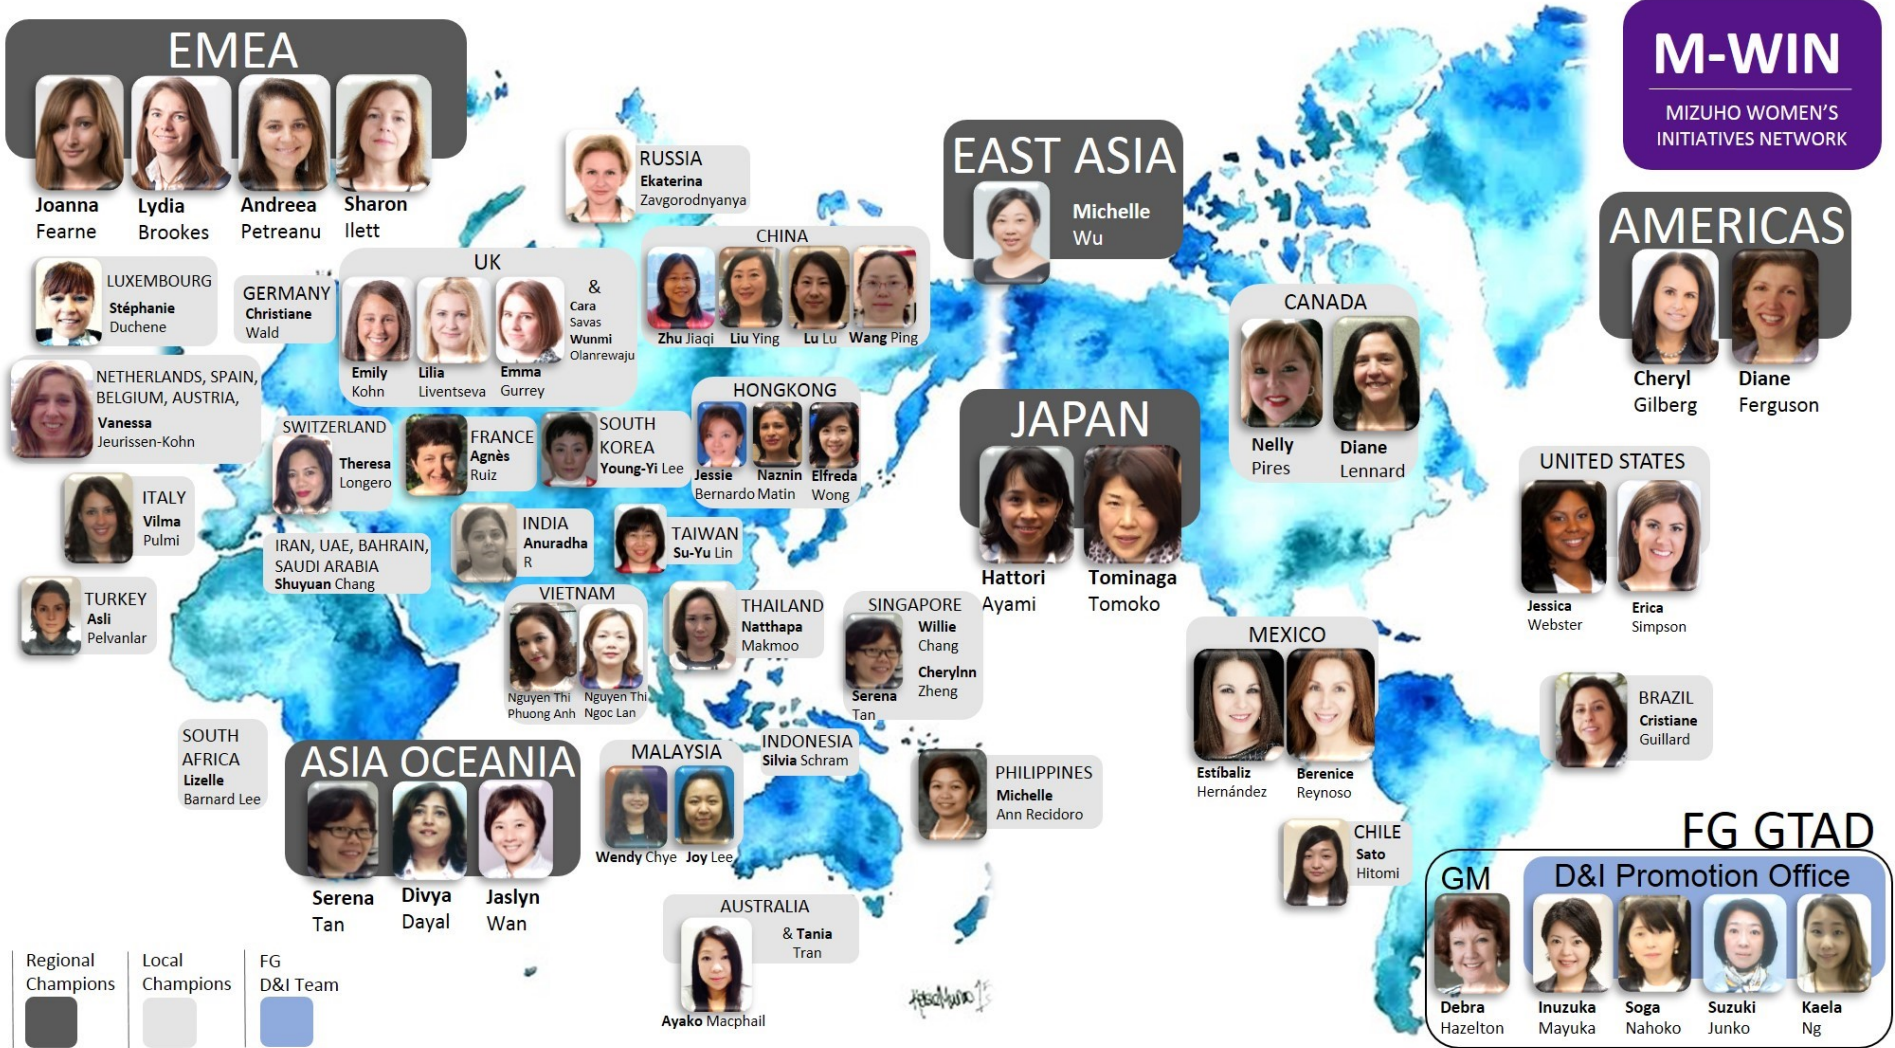 EMEA
Joanna
Fearne
Lydia
Brookes
Andreea
Petreanu
Sharon
Ilett
M-WIN
MIZUHO WOMEN'S
INITIATIVES NETWORK
RUSSIA
Ekaterina
Zavgorodnyanya
EAST ASIA
Michelle
Wu
AMERICAS
Cheryl
Gilberg
Diane
Ferguson
LUXEMBOURG
Stéphanie
Duchene
GERMANY
Christiane
Wald
UK
Emily
Kohn
Lilia
Liventseva
Emma
Gurrey
&
Cara
Savas
Wunmi
Olanrewaju
CHINA
Zhu Jiaqi
Liu Ying
Lu Lu
Wang Ping
CANADA
Nelly
Pires
Diane
Lennard
NETHERLANDS, SPAIN,
BELGIUM, AUSTRIA,
Vanessa
Jeurissen-Kohn
SWITZERLAND
Theresa
Longero
FRANCE
Agnès
Ruiz
SOUTH
KOREA
Young-Yi Lee
HONGKONG
Jessie
Bernardo
Naznin
Matin
Elfreda
Wong
JAPAN
Hattori
Ayami
Tominaga
Tomoko
UNITED STATES
Jessica
Webster
Erica
Simpson
ITALY
Vilma
Pulmi
IRAN, UAE, BAHRAIN,
SAUDI ARABIA
Shuyuan Chang
INDIA
Anuradha
R
TAIWAN
Su-Yu Lin
TURKEY
Asli
Pelvanlar
VIETNAM
Nguyen Thi
Phuong Anh
Nguyen Thi
Ngoc Lan
THAILAND
Natthapa
Makmoo
SINGAPORE
Willie
Chang
Cherylnn
Zheng
Serena
Tan
MEXICO
Estíbaliz
Hernández
Berenice
Reynoso
BRAZIL
Cristiane
Guillard
SOUTH
AFRICA
Lizelle
Barnard Lee
ASIA OCEANIA
Serena
Tan
Divya
Dayal
Jaslyn
Wan
MALAYSIA
Wendy Chye
Joy Lee
INDONESIA
Silvia Schram
PHILIPPINES
Michelle
Ann Recidoro
CHILE
Sato
Hitomi
AUSTRALIA
& Tania
Tran
Ayako Macphail
FG GTAD
GM
D&I Promotion Office
Debra
Hazelton
Inuzuka
Mayuka
Soga
Nahoko
Suzuki
Junko
Kaela
Ng
Regional
Champions
Local
Champions
FG
D&I Team